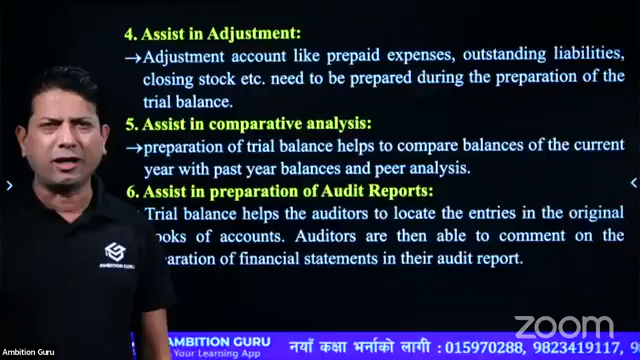 4. Assist in Adjustment:
→Adjustment account like prepaid expenses, outstanding liabilities,
closing stock etc. need to be prepared during the preparation of the
trial balance.
5. Assist in comparative analysis:
→preparation of trial balance helps to compare balances of the current
year with past year balances and peer analysis.
6. Assist in preparation of Audit Reports:
Trial balance helps the auditors to locate the entries in the original
ooks of accounts. Auditors are then able to comment on the
paration of financial statements in their audit report.
AMBITION GURU
zoom
Ambition Guru
AMBITION GURU
Your Learning App
नयाँ कक्षा भर्नाको लागी : 015970288, 9823419117, 9